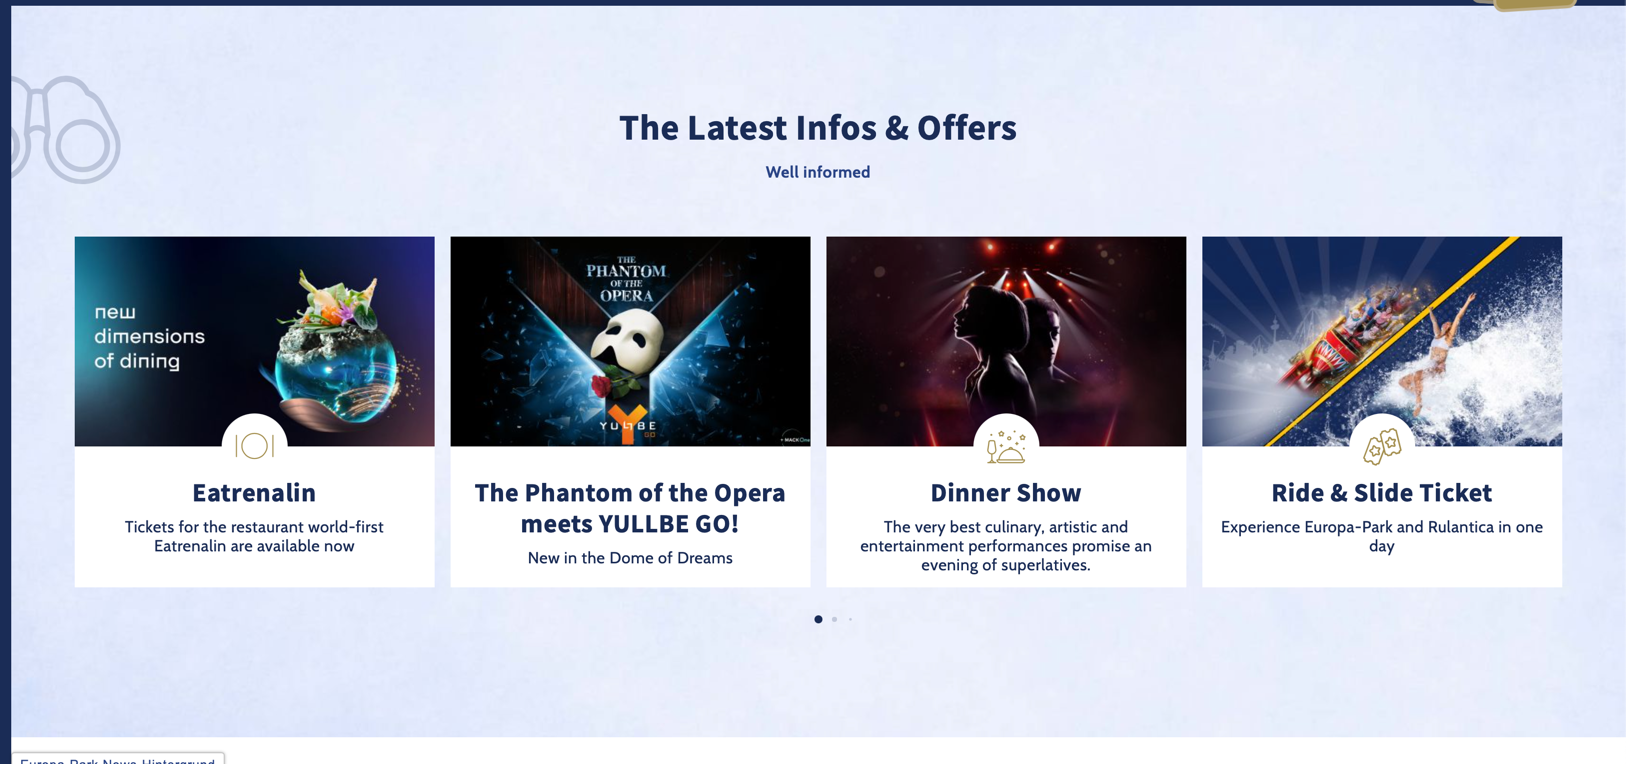 The Latest Infos & Offers
Well informed
new
dimensions
of dining
THE
PHANTOM
OF THE
OPERA
YULLBE
GO
MACKOne
Eatrenalin
Tickets for the restaurant world-first
Eatrenalin are available now
The Phantom of the Opera
meets YULLBE GO!
New in the Dome of Dreams
Dinner Show
The very best culinary, artistic and
entertainment performances promise an
evening of superlatives.
Ride & Slide Ticket
Experience Europa-Park and Rulantica in one
day
Europa-Park News Hintergrund